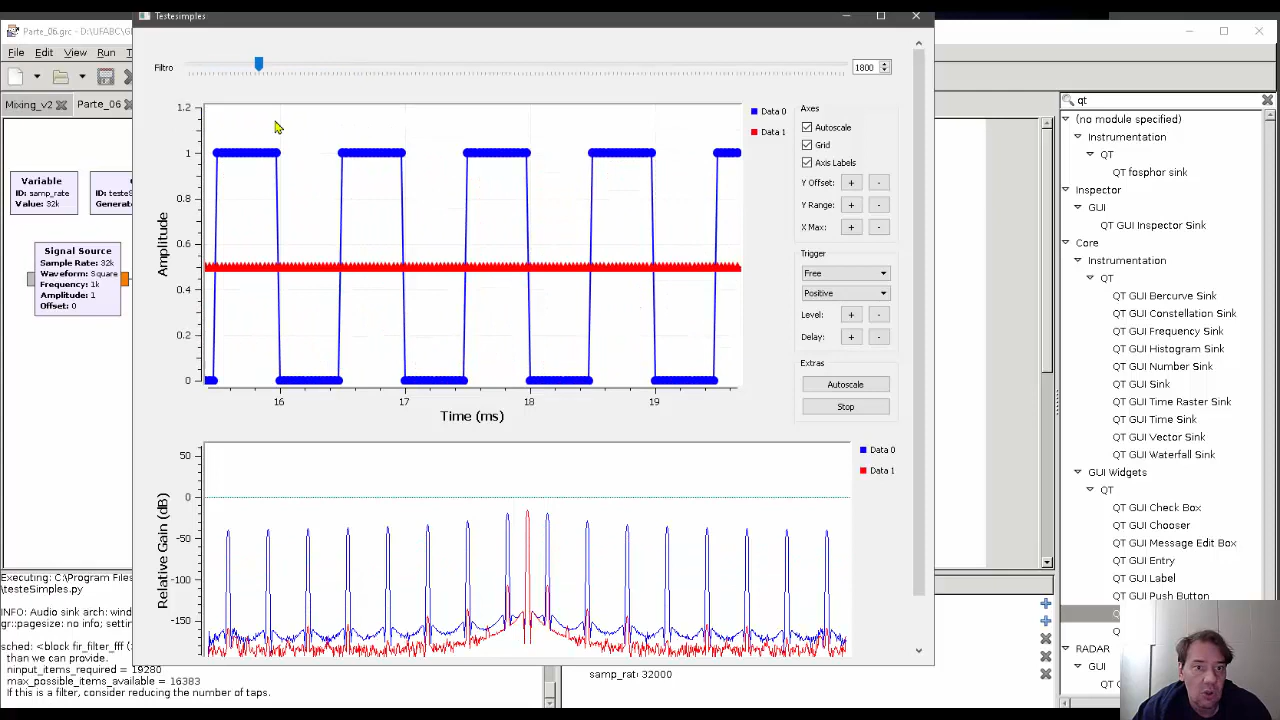 Testesimples
Parte_06.grc - D:\UFABC\G
File Edit View Run
Mixing_v2 Parte_06
Variable
ID: samp_rate
Value: 32k
ID: teste
Generate
Signal Source
Sample Rate: 32k
Waveform: Square
Frequency: 1k
Amplitude: 1
Offset: 0
Filtro
1800
1.2
1
0.8
0.6
0.4
0.2
0
Amplitude
16 17 18 19
Time (ms)
Data 0
Data 1
Axes
Autoscale
Grid
Axis Labels
Y Offset: + -
Y Range: + -
X Max: + -
Trigger
Free
Positive
Level: + -
Delay: + -
Extras
Autoscale
Stop
50
0
-50
-100
-150
Relative Gain (dB)
Data 0
Data 1
qt
(no module specified)
Instrumentation
QT
QT fosphor sink
Inspector
GUI
QT GUI Inspector Sink
Core
Instrumentation
QT
QT GUI Bercurve Sink
QT GUI Constellation Sink
QT GUI Frequency Sink
QT GUI Histogram Sink
QT GUI Number Sink
QT GUI Sink
QT GUI Time Raster Sink
QT GUI Time Sink
QT GUI Vector Sink
QT GUI Waterfall Sink
GUI Widgets
QT
QT GUI Check Box
QT GUI Chooser
QT GUI Message Edit Box
QT GUI Entry
QT GUI Label
QT GUI Push Button
RADAR
GUI
Executing: C:\Program Files
\testeSimples.py
INFO: Audio sink arch: wind
gr::pagesize: no info; settin
sched: <block fir_filter_fff (
than we can provide.
ninput_items_required = 19280
max_possible_items_available = 16383
If this is a filter, consider reducing the number of taps.
samp_rate 32000